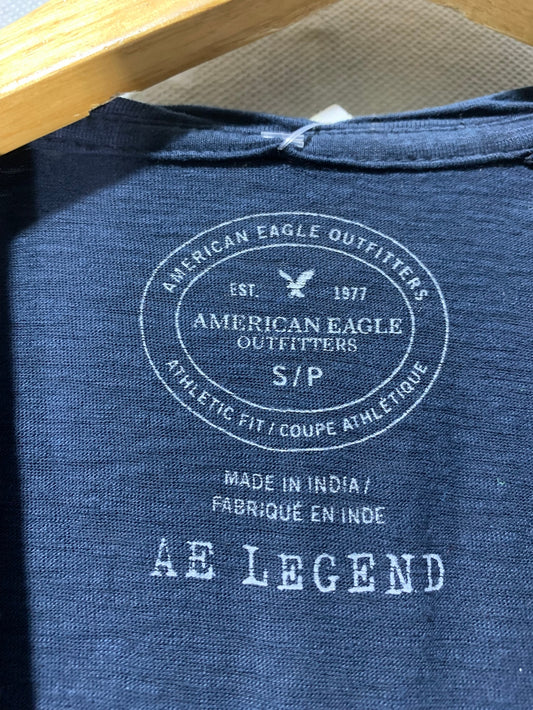 AMERICAN EAGLE OUTFITTERS
EST. 1977
AMERICAN EAGLE
OUTFITTERS
S/P
ATHLETIC FIT / COUPE ATHLÉTIQUE
MADE IN INDIA /
FABRIQUÉ EN INDE
AE LEGEND